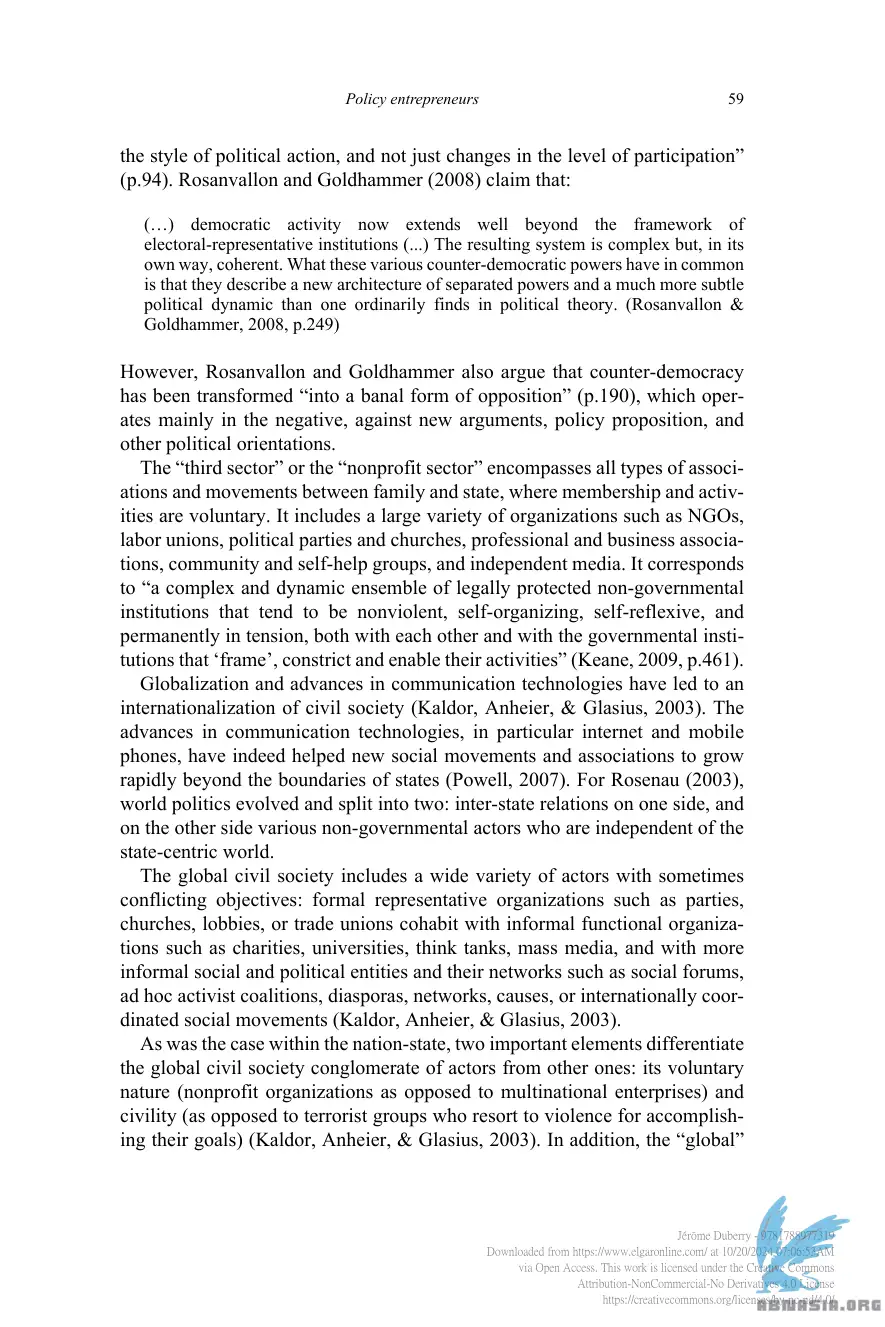 Policy entrepreneurs 59
the style of political action, and not just changes in the level of participation”
(p.94). Rosanvallon and Goldhammer (2008) claim that:
(…) democratic activity now extends well beyond the framework of
electoral-representative institutions (...) The resulting system is complex but, in its
own way, coherent. What these various counter-democratic powers have in common
is that they describe a new architecture of separated powers and a much more subtle
political dynamic than one ordinarily finds in political theory. (Rosanvallon &
Goldhammer, 2008, p.249)
However, Rosanvallon and Goldhammer also argue that counter-democracy
has been transformed “into a banal form of opposition” (p.190), which oper-
ates mainly in the negative, against new arguments, policy proposition, and
other political orientations.
The “third sector” or the “nonprofit sector” encompasses all types of associ-
ations and movements between family and state, where membership and activ-
ities are voluntary. It includes a large variety of organizations such as NGOs,
labor unions, political parties and churches, professional and business associa-
tions, community and self-help groups, and independent media. It corresponds
to “a complex and dynamic ensemble of legally protected non-governmental
institutions that tend to be nonviolent, self-organizing, self-reflexive, and
permanently in tension, both with each other and with the governmental insti-
tutions that ‘frame’, constrict and enable their activities” (Keane, 2009, p.461).
Globalization and advances in communication technologies have led to an
internationalization of civil society (Kaldor, Anheier, & Glasius, 2003). The
advances in communication technologies, in particular internet and mobile
phones, have indeed helped new social movements and associations to grow
rapidly beyond the boundaries of states (Powell, 2007). For Rosenau (2003),
world politics evolved and split into two: inter-state relations on one side, and
on the other side various non-governmental actors who are independent of the
state-centric world.
The global civil society includes a wide variety of actors with sometimes
conflicting objectives: formal representative organizations such as parties,
churches, lobbies, or trade unions cohabit with informal functional organiza-
tions such as charities, universities, think tanks, mass media, and with more
informal social and political entities and their networks such as social forums,
ad hoc activist coalitions, diasporas, networks, causes, or internationally coor-
dinated social movements (Kaldor, Anheier, & Glasius, 2003).
As was the case within the nation-state, two important elements differentiate
the global civil society conglomerate of actors from other ones: its voluntary
nature (nonprofit organizations as opposed to multinational enterprises) and
civility (as opposed to terrorist groups who resort to violence for accomplish-
ing their goals) (Kaldor, Anheier, & Glasius, 2003). In addition, the “global”
Jérôme Duberry - 9781788977319
Downloaded from https://www.elgaronline.com/ at 10/20/2024 07:06:52AM
via Open Access. This work is licensed under the Creative Commons
Attribution-NonCommercial-No Derivatives 4.0 License
https://creativecommons.org/licenses/by-nc-nd/4.0/
ABTWASIA.ORG